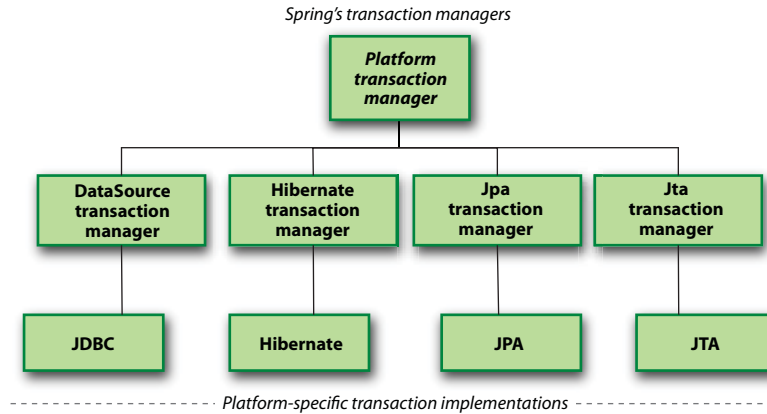 Spring's transaction managers
Platform
transaction
manager
DataSource
transaction
manager
Hibernate
transaction
manager
Jpa
transaction
manager
Jta
transaction
manager
JDBC
Hibernate
JPA
JTA
Platform-specific transaction implementations